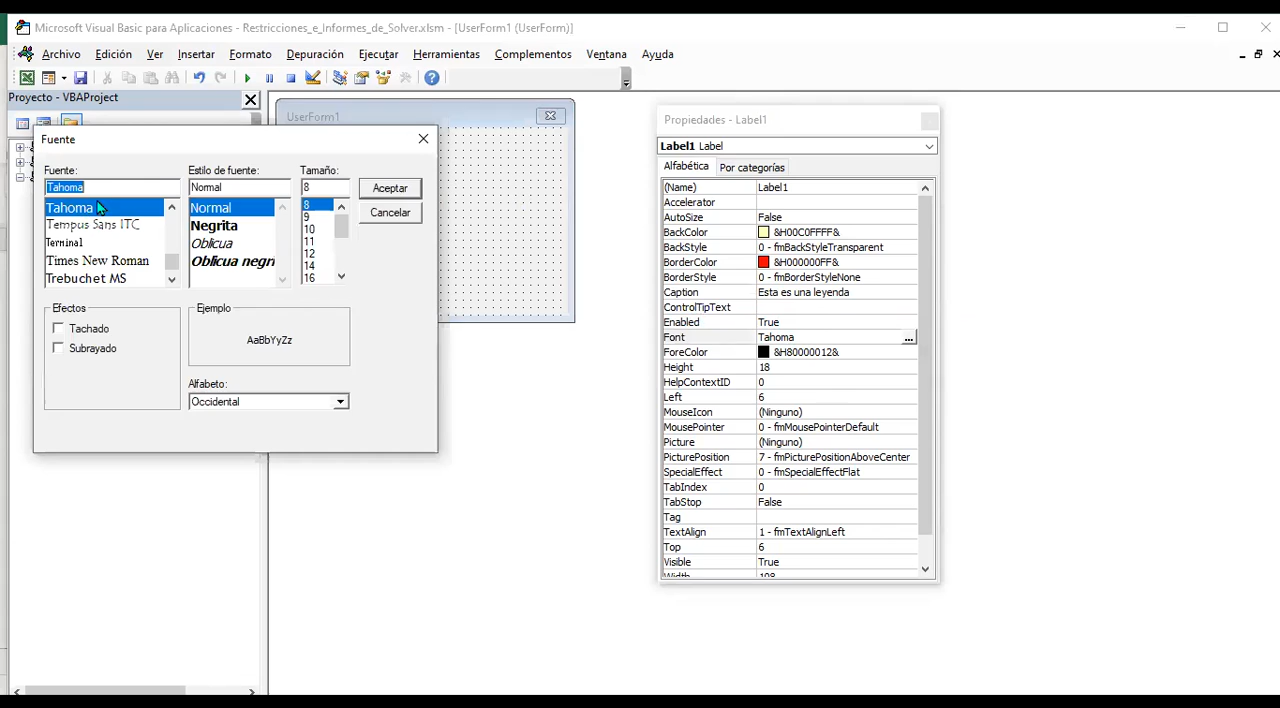 Microsoft Visual Basic para Aplicaciones - Restricciones_e_Informes_de_Solver.xlsm - [UserForm1 (UserForm)]
Archivo Edición Ver Insertar Formato Depuración Ejecutar Herramientas Complementos Ventana Ayuda
Proyecto - VBAProject
UserForm1
Fuente
Fuente: Estilo de fuente: Tamaño:
Tahoma Normal 8 Aceptar
Tahoma Normal 8
Cancelar
9
Tempus Sans ITC Negrita 10
Terminal Oblicua 11
Times New Roman Oblicua negri 12
14
Trebuchet MS 16
Efectos Ejemplo
Tachado
Subrayado
AaBbYyZz
Alfabeto:
Occidental
Propiedades - Label1
Label1 Label
Alfabética Por categorías
(Name) Label1
Accelerator
AutoSize False
BackColor &H00C0FFFF&
BackStyle 0 - fmBackStyleTransparent
BorderColor &H000000FF&
BorderStyle 0 - fmBorderStyleNone
Caption Esta es una leyenda
ControlTipText
Enabled True
Font Tahoma ...
ForeColor &H80000012&
Height 18
HelpContextID 0
Left 6
MouseIcon (Ninguno)
MousePointer 0 - fmMousePointerDefault
Picture (Ninguno)
PicturePosition 7 - fmPicturePositionAboveCenter
SpecialEffect 0 - fmSpecialEffectFlat
TabIndex 0
TabStop False
Tag
TextAlign 1 - fmTextAlignLeft
Top 6
Visible True
Width 108